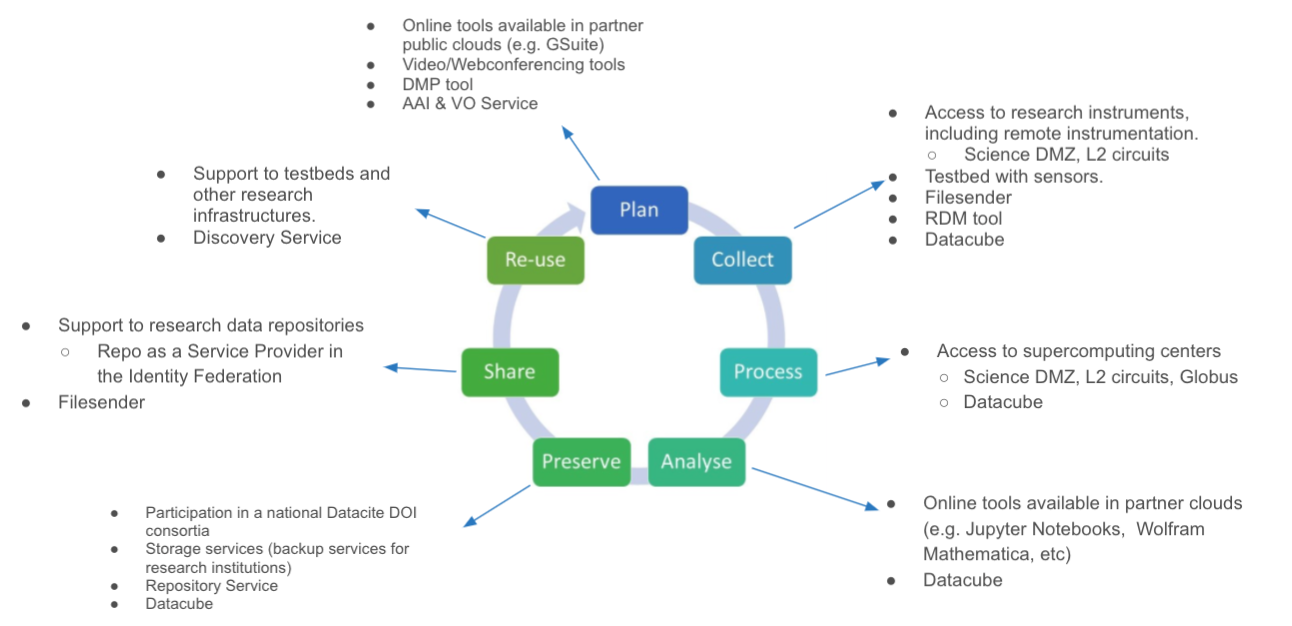 ● Online tools available in partner
public clouds (e.g. GSuite)
● Video/Webconferencing tools
● DMP tool
● AAI & VO Service
● Access to research instruments,
including remote instrumentation.
○ Science DMZ, L2 circuits
● Testbed with sensors.
● Filesender
● RDM tool
● Datacube
● Support to testbeds and
other research
infrastructures.
● Discovery Service
Plan
Re-use
Collect
● Support to research data repositories
○ Repo as a Service Provider in
the Identity Federation
● Filesender
Share
Process
● Access to supercomputing centers
○ Science DMZ, L2 circuits, Globus
○ Datacube
Preserve
Analyse
● Participation in a national Datacite DOI
consortia
● Storage services (backup services for
research institutions)
● Repository Service
● Datacube
● Online tools available in partner clouds
(e.g. Jupyter Notebooks, Wolfram
Mathematica, etc)
● Datacube